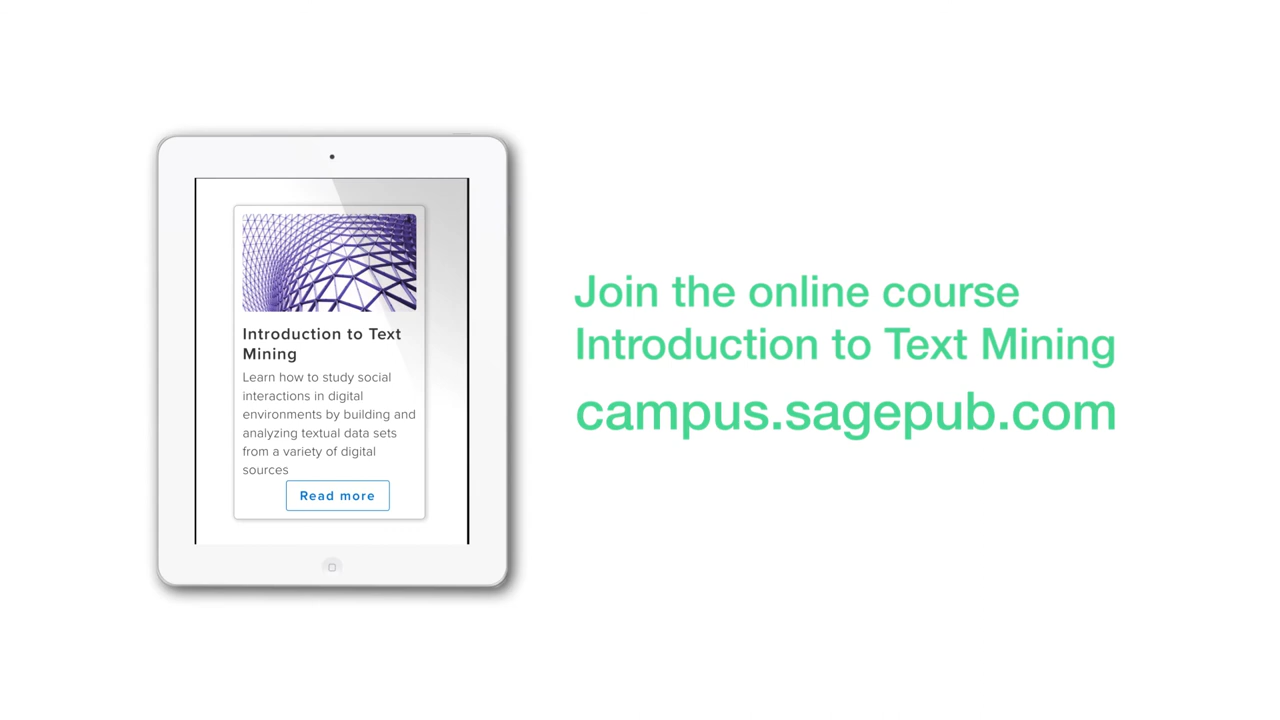 Introduction to Text
Mining
Learn how to study social
interactions in digital
environments by building and
analyzing textual data sets
from a variety of digital
sources
Read more
Join the online course
Introduction to Text Mining
campus.sagepub.com